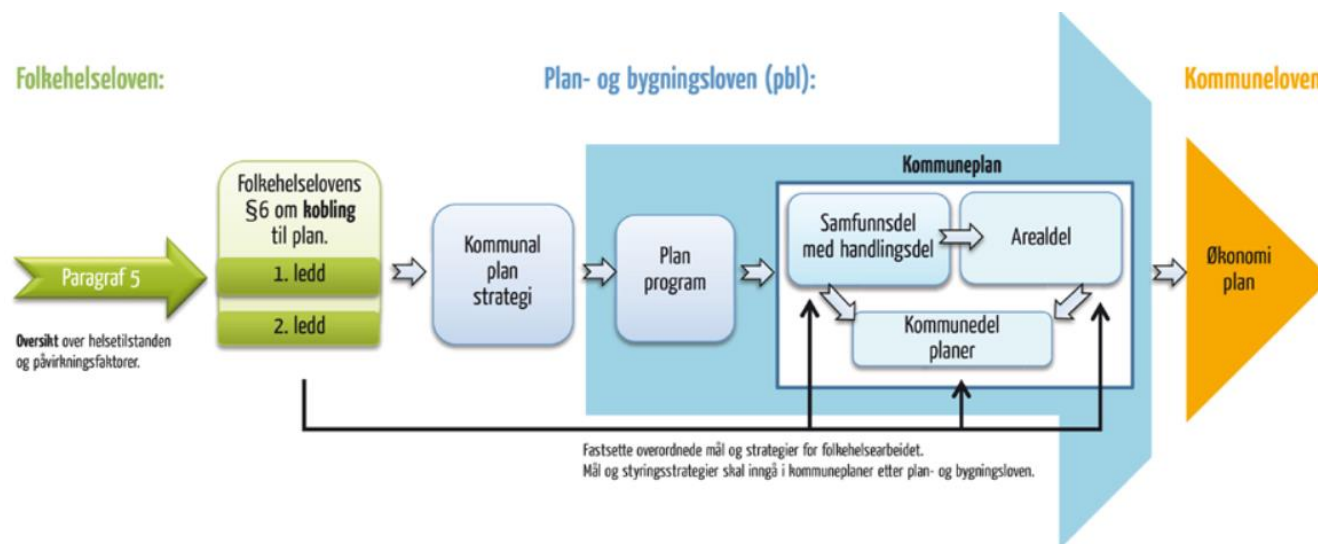 Folkehelseloven:
Plan- og bygningsloven (pbl):
Kommuneloven
Paragraf 5
Oversikt over helsetilstanden
og påvirkningsfaktorer.
Folkehelselovens
§6 om kobling
til plan.
1. ledd
2. ledd
Kommunal
plan
strategi
Plan
program
Kommuneplan
Samfunnsdel
med handlingsdel
Arealdel
Kommunedel
planer
Økonomi
plan
Fastsette overordnede mål og strategier for folkehelsearbeidet.
Mål og styringsstrategier skal inngå i kommuneplaner etter plan- og bygningsloven.